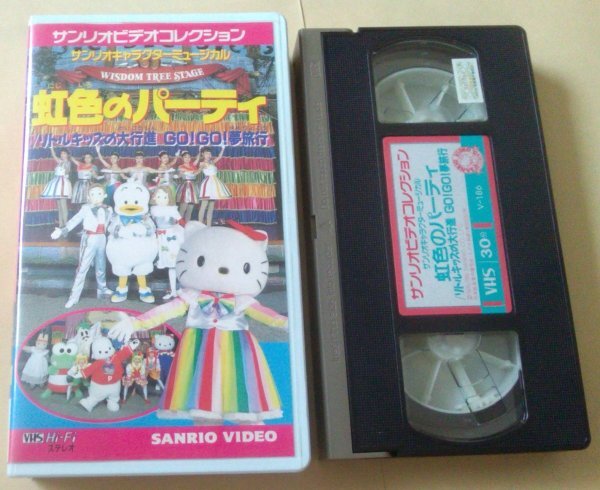 サンリオビデオコレクション
サンリオキャラクターミュージカル
WISDOM TREE STAGE
虹色のパーティ
リトルキッズの大行進 GO!GO!夢旅行
VHS Hi-Fi
ステレオ
SANRIO VIDEO
サンリオビデオコレクション
サンリオキャラクターミュージカル
虹色のパーティ
リトルキッズの大行進 GO!GO!夢旅行
VHS 30分
V-186